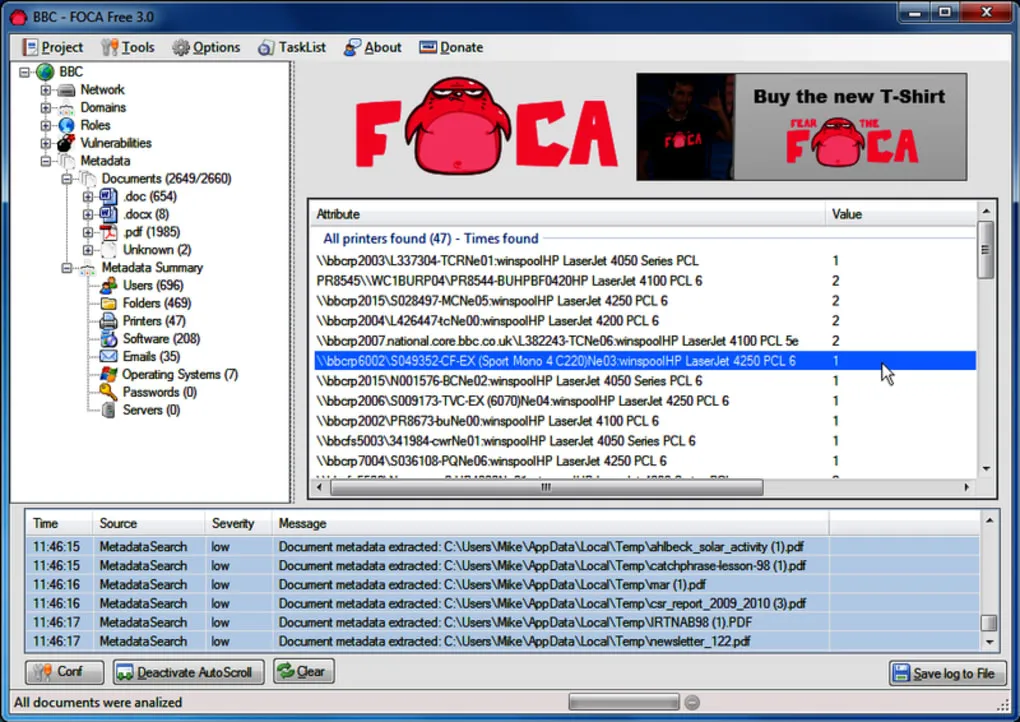 BBC - FOCA Free 3.0
Project Tools Options TaskList About Donate
BBC
Network
Domains
Roles
Vulnerabilities
Metadata
Documents (2649/2660)
.doc (654)
.docx (8)
.pdf (1985)
Unknown (2)
Metadata Summary
Users (696)
Folders (469)
Printers (47)
Software (208)
Emails (35)
Operating Systems (7)
Passwords (0)
Servers (0)
FOCA
FOCA
Buy the new T-Shirt
FEAR THE
FOCA
Attribute Value
All printers found (47) - Times found
\\bbcrp2003\L337304-TCRNe01:winspoolHP LaserJet 4050 Series PCL 1
PR8545\\WC1BURP04\PR8544-BUHPBF0420HP LaserJet 4100 PCL 6 2
\\bbcrp2015\S028497-MCNe05:winspoolHP LaserJet 4250 PCL 6 2
\\bbcrp2004\L426447-tcNe00:winspoolHP LaserJet 4200 PCL 6 2
\\bbcrp2007.national.core.bbc.co.uk\L382243-TCNe06:winspoolHP LaserJet 4100 PCL 5e 2
\\bbcrp6002\S049352-CF-EX (Sport Mono 4 C220)Ne03:winspoolHP LaserJet 4250 PCL 6 1
\\bbcrp2015\N001576-BCNe02:winspoolHP LaserJet 4050 Series PCL 6 1
\\bbcrp2006\S009173-TVC-EX (6070)Ne04:winspoolHP LaserJet 4250 PCL 6 1
\\bbcrp2002\PR8673-buNe00:winspoolHP LaserJet 4100 PCL 6 1
\\bbcfs5003\341984-cwrNe01:winspoolHP LaserJet 4050 Series PCL 6 1
\\bbcrp7004\S036108-PQNe06:winspoolHP LaserJet 4250 PCL 6 1
Time Source Severity Message
11:46:15 MetadataSearch low Document metadata extracted: C:\Users\Mike\AppData\Local\Temp\ahlbeck_solar_activity (1).pdf
11:46:15 MetadataSearch low Document metadata extracted: C:\Users\Mike\AppData\Local\Temp\catchphrase-lesson-98 (1).pdf
11:46:16 MetadataSearch low Document metadata extracted: C:\Users\Mike\AppData\Local\Temp\mar (1).pdf
11:46:16 MetadataSearch low Document metadata extracted: C:\Users\Mike\AppData\Local\Temp\csr_report_2009_2010 (3).pdf
11:46:17 MetadataSearch low Document metadata extracted: C:\Users\Mike\AppData\Local\Temp\IRTNAB98 (1).PDF
11:46:17 MetadataSearch low Document metadata extracted: C:\Users\Mike\AppData\Local\Temp\newsletter_122.pdf
Conf Deactivate AutoScroll Clear Save log to File
All documents were analized